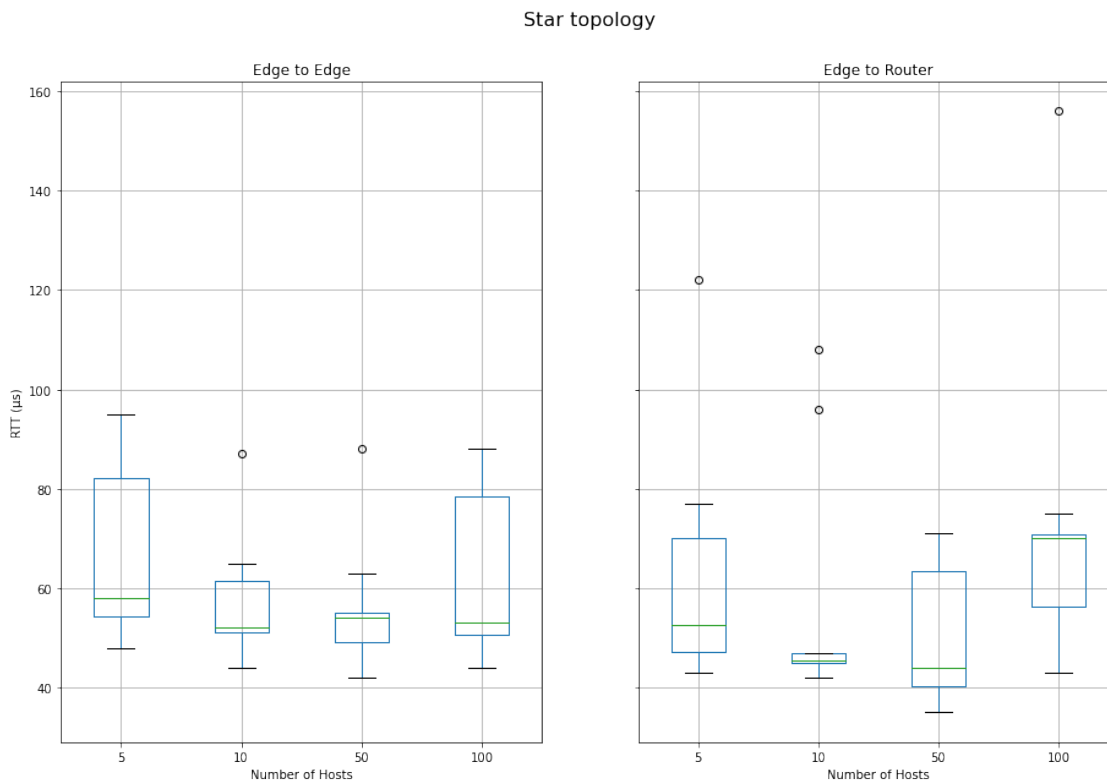 Star topology
Edge to Edge
Edge to Router
160
140
120
100
80
60
40
RTT (µs)
5 10 50 100
5 10 50 100
Number of Hosts
Number of Hosts